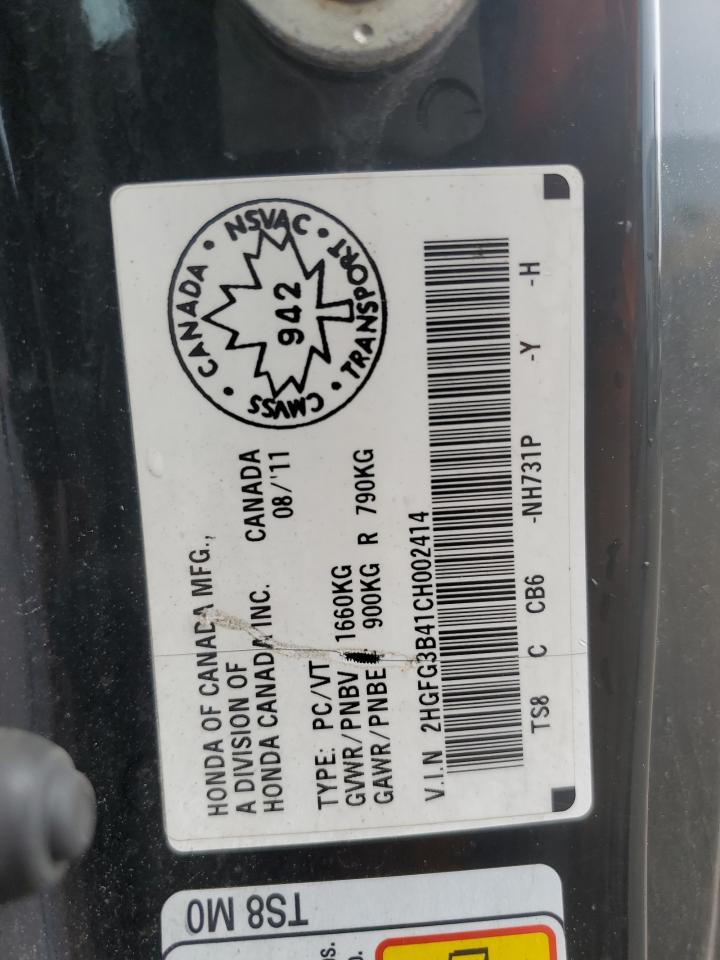 HONDA OF CANADA MFG.,
A DIVISION OF
HONDA CANADA INC. CANADA
08/'11
TYPE: PC/VT
GVWR/PNBV 1660KG
GAWR/PNBE 900KG R 790KG
V.I.N 2HGFG3B41CH002414
TS8 C CB6 -NH731P -Y -H
CANADA • NSVAC • TRANSPORT • CMVSS •
942
TS8 M0